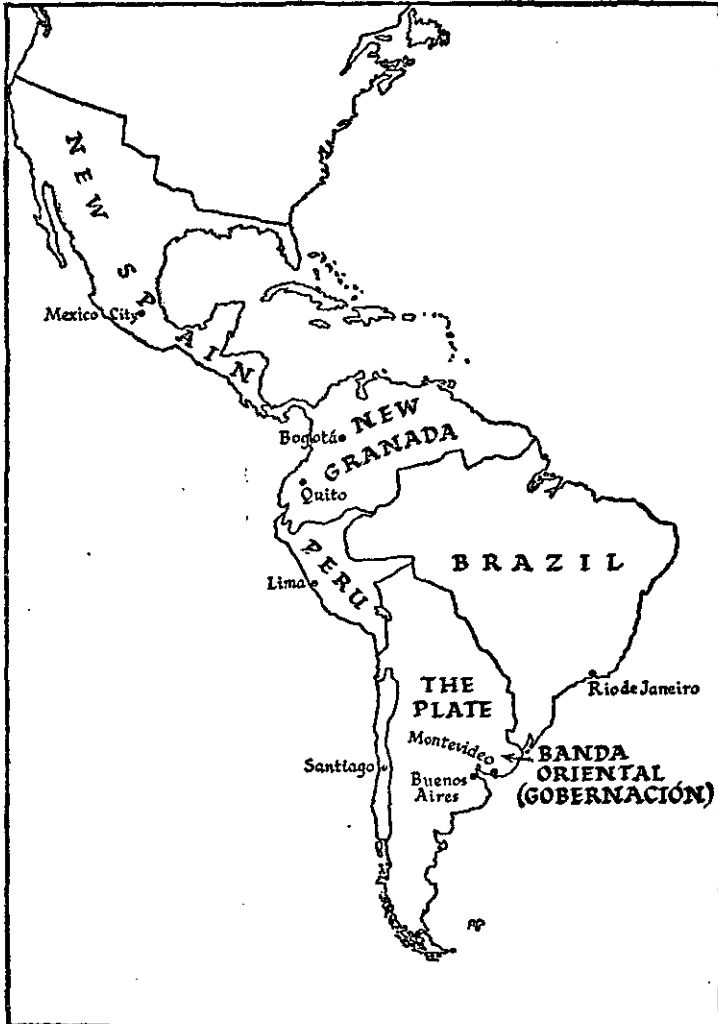 NEW SPAIN
Mexico City
Bogotá
NEW
GRANADA
Quito
PERU
Lima
BRAZIL
Rio de Janeiro
THE
PLATE
Montevideo
Santiago
Buenos
Aires
BANDA
ORIENTAL
(GOBERNACIÓN)